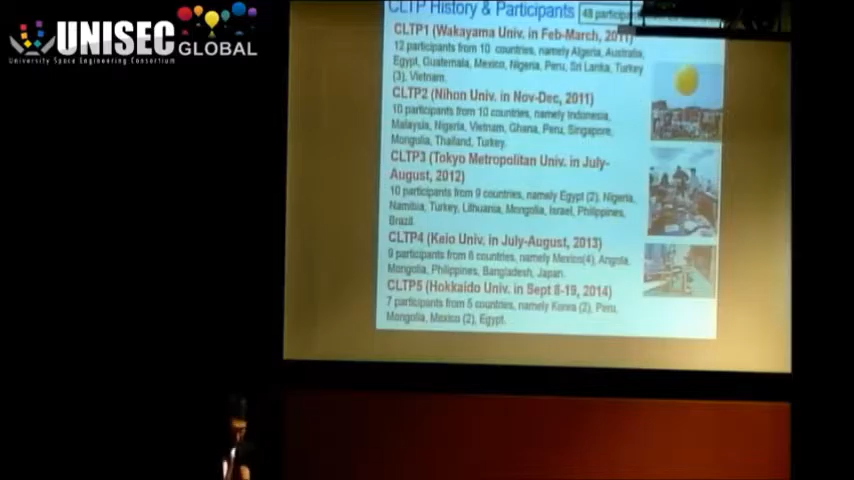 UNISEC GLOBAL
University Space Engineering Consortium
CLTP History & Participants
48 particip
CLTP1 (Wakayama Univ. in Feb-March, 2011)
12 participants from 10 countries, namely Algeria, Australia,
Egypt, Guatemala, Mexico, Nigeria, Peru, Sri Lanka, Turkey
(3), Vietnam.
CLTP2 (Nihon Univ. in Nov-Dec, 2011)
10 participants from 10 countries, namely Indonesia,
Malaysia, Nigeria, Vietnam, Ghana, Peru, Singapore,
Mongolia, Thailand, Turkey.
CLTP3 (Tokyo Metropolitan Univ. in July-
August, 2012)
10 participants from 9 countries, namely Egypt (2), Nigeria,
Namibia, Turkey, Lithuania, Mongolia, Israel, Philippines,
Brazil.
CLTP4 (Keio Univ. in July-August, 2013)
9 participants from 6 countries, namely Mexico(4), Angola,
Mongolia, Philippines, Bangladesh, Japan.
CLTP5 (Hokkaido Univ. in Sept 8-19, 2014)
7 participants from 5 countries, namely Korea (2), Peru,
Mongolia, Mexico (2), Egypt.